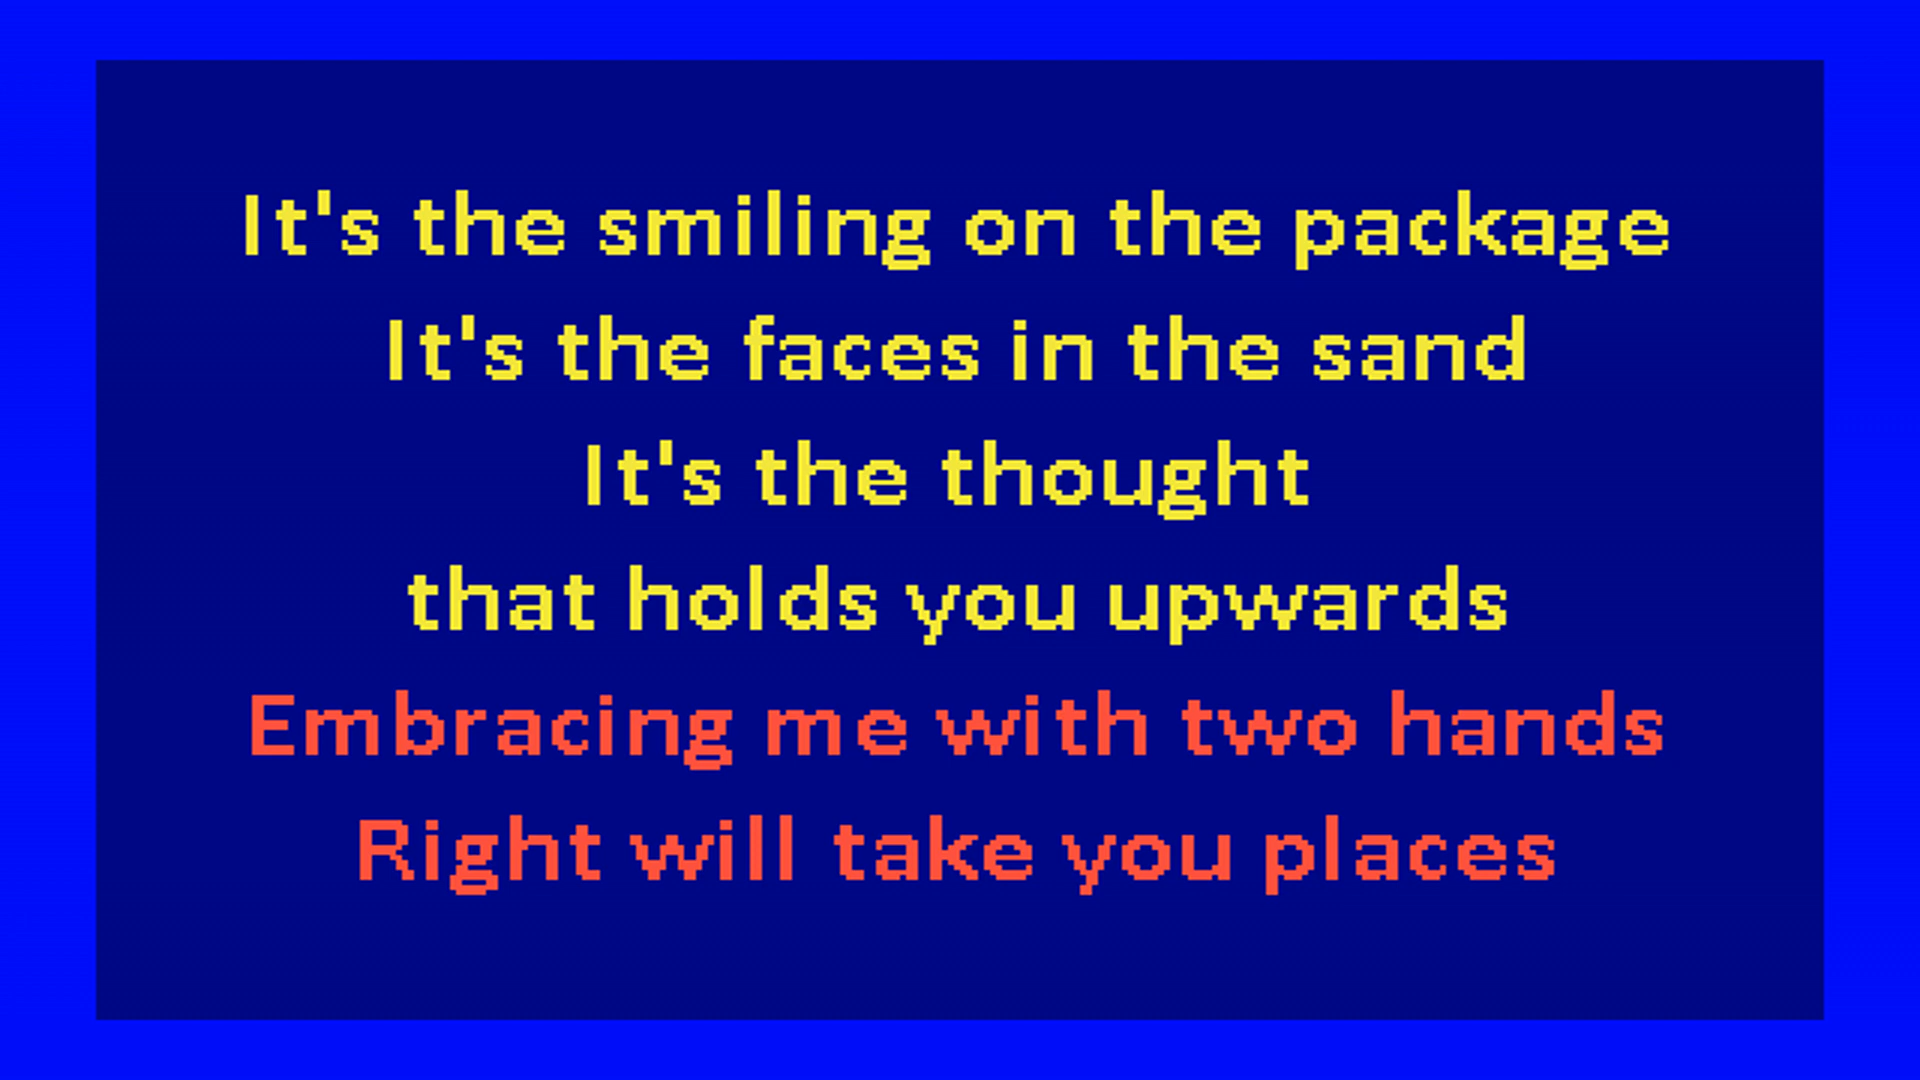 It's the smiling on the package
It's the faces in the sand
It's the thought
that holds you upwards
Embracing me with two hands
Right will take you places